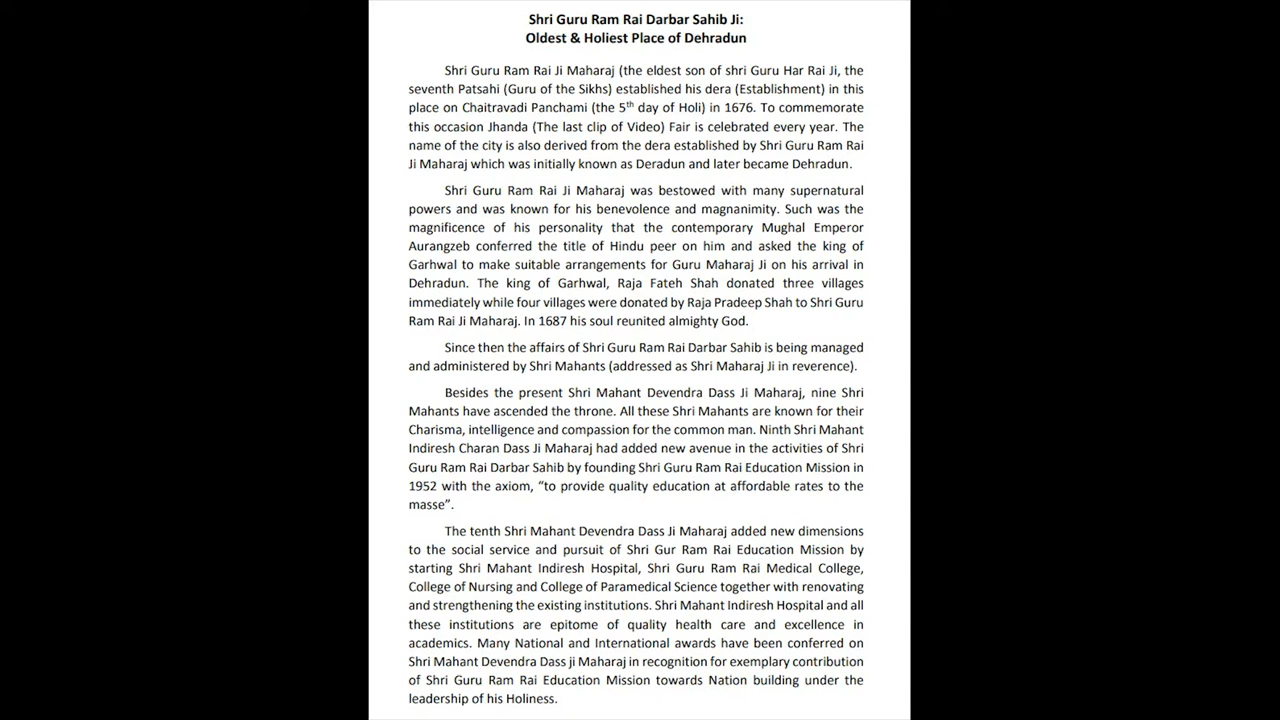 Shri Guru Ram Rai Darbar Sahib Ji:
Oldest & Holiest Place of Dehradun
Shri Guru Ram Rai Ji Maharaj (the eldest son of shri Guru Har Rai Ji, the
seventh Patsahi (Guru of the Sikhs) established his dera (Establishment) in this
place on Chaitravadi Panchami (the 5th day of Holi) in 1676. To commemorate
this occasion Jhanda (The last clip of Video) Fair is celebrated every year. The
name of the city is also derived from the dera established by Shri Guru Ram Rai
Ji Maharaj which was initially known as Deradun and later became Dehradun.
Shri Guru Ram Rai Ji Maharaj was bestowed with many supernatural
powers and was known for his benevolence and magnanimity. Such was the
magnificence of his personality that the contemporary Mughal Emperor
Aurangzeb conferred the title of Hindu peer on him and asked the king of
Garhwal to make suitable arrangements for Guru Maharaj Ji on his arrival in
Dehradun. The king of Garhwal, Raja Fateh Shah donated three villages
immediately while four villages were donated by Raja Pradeep Shah to Shri Guru
Ram Rai Ji Maharaj. In 1687 his soul reunited almighty God.
Since then the affairs of Shri Guru Ram Rai Darbar Sahib is being managed
and administered by Shri Mahants (addressed as Shri Maharaj Ji in reverence).
Besides the present Shri Mahant Devendra Dass Ji Maharaj, nine Shri
Mahants have ascended the throne. All these Shri Mahants are known for their
Charisma, intelligence and compassion for the common man. Ninth Shri Mahant
Indiresh Charan Dass Ji Maharaj had added new avenue in the activities of Shri
Guru Ram Rai Darbar Sahib by founding Shri Guru Ram Rai Education Mission in
1952 with the axiom, “to provide quality education at affordable rates to the
masse”.
The tenth Shri Mahant Devendra Dass Ji Maharaj added new dimensions
to the social service and pursuit of Shri Gur Ram Rai Education Mission by
starting Shri Mahant Indiresh Hospital, Shri Guru Ram Rai Medical College,
College of Nursing and College of Paramedical Science together with renovating
and strengthening the existing institutions. Shri Mahant Indiresh Hospital and all
these institutions are epitome of quality health care and excellence in
academics. Many National and International awards have been conferred on
Shri Mahant Devendra Dass ji Maharaj in recognition for exemplary contribution
of Shri Guru Ram Rai Education Mission towards Nation building under the
leadership of his Holiness.